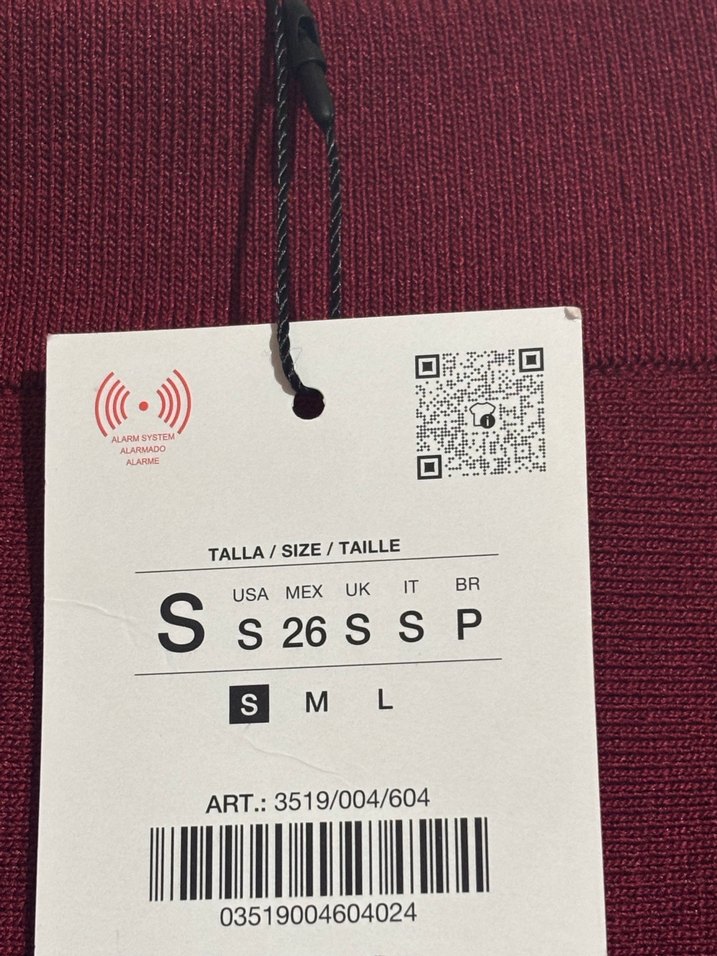 ALARM SYSTEM
ALARMADO
ALARME
i
TALLA / SIZE / TAILLE
S USA MEX UK IT BR
S 26 S S P
S M L
ART.: 3519/004/604
03519004604024